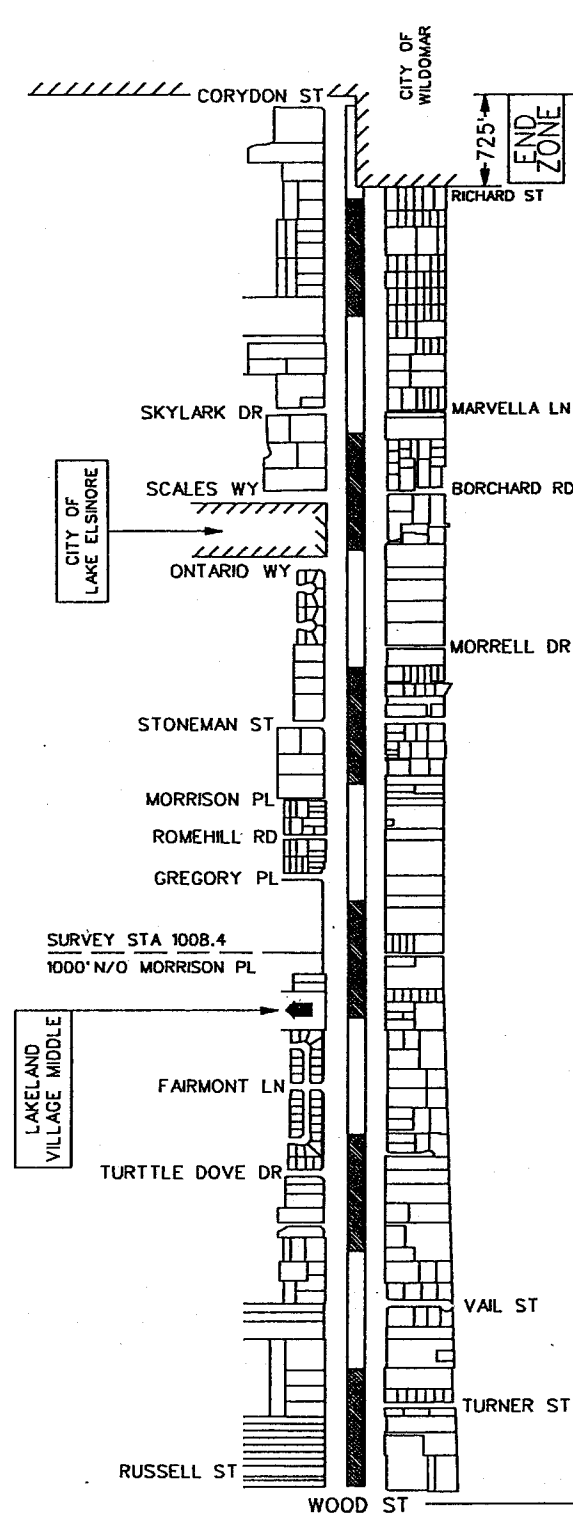 CITY OF
WILDOMAR
CORYDON ST
725'
END
ZONE
RICHARD ST
SKYLARK DR
MARVELLA LN
SCALES WY
BORCHARD RD
CITY OF
LAKE ELSINORE
ONTARIO WY
MORRELL DR
STONEMAN ST
MORRISON PL
ROMEHILL RD
GREGORY PL
SURVEY STA 1008.4
1000' N/O MORRISON PL
LAKELAND
VILLAGE MIDDLE
FAIRMONT LN
TURTTLE DOVE DR
VAIL ST
TURNER ST
RUSSELL ST
WOOD ST